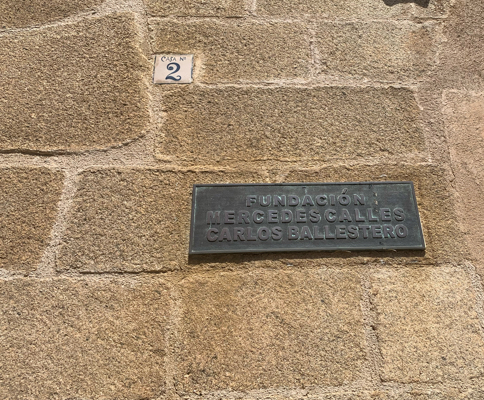 CASA Nº
2
FUNDACIÓN
MERCEDES CALLES
CARLOS BALLESTERO